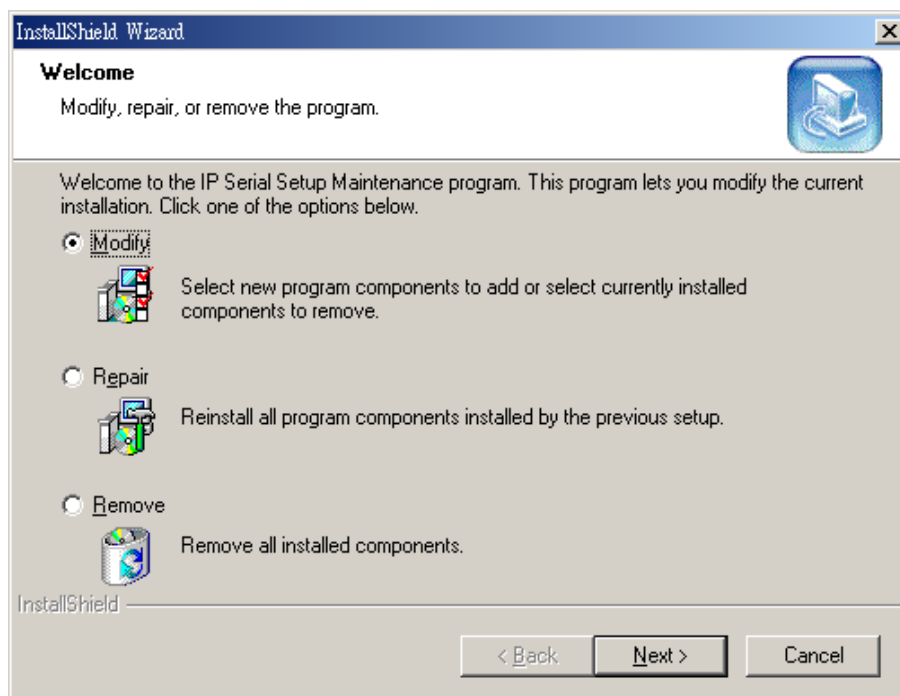 InstallShield Wizard
Welcome
Modify, repair, or remove the program.
Welcome to the IP Serial Setup Maintenance program. This program lets you modify the current
installation. Click one of the options below.
Modify
Select new program components to add or select currently installed
components to remove.
Repair
Reinstall all program components installed by the previous setup.
Remove
Remove all installed components.
InstallShield
< Back
Next >
Cancel